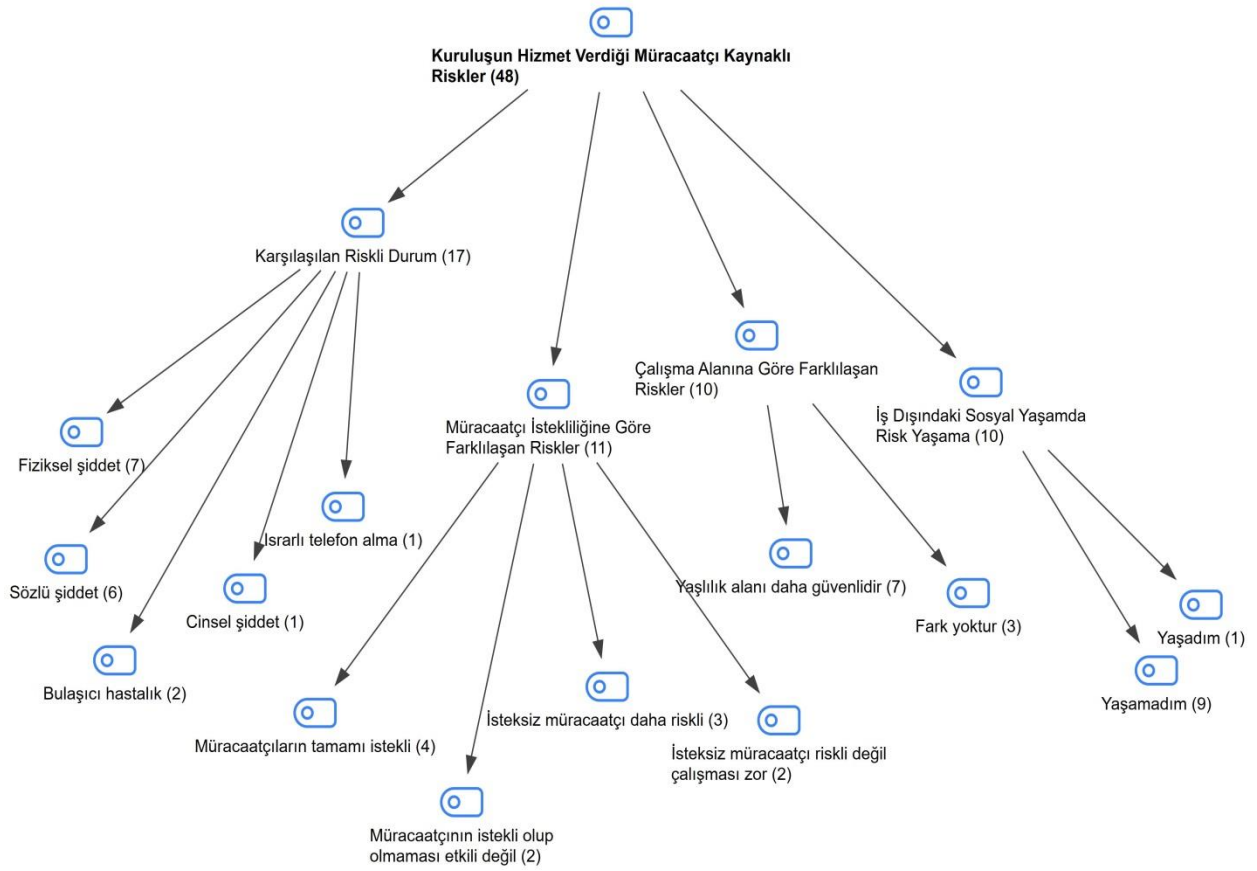 Kuruluşun Hizmet Verdiği Müracaatçı Kaynaklı
Riskler (48)
Karşılaşılan Riskli Durum (17)
Çalışma Alanına Göre Farklılaşan
Riskler (10)
İş Dışındaki Sosyal Yaşamda
Risk Yaşama (10)
Müracaatçı İstekliliğine Göre
Farklılaşan Riskler (11)
Fiziksel şiddet (7)
Israrlı telefon alma (1)
Sözlü şiddet (6)
Cinsel şiddet (1)
Yaşlılık alanı daha güvenlidir (7)
Fark yoktur (3)
Yaşadım (1)
Bulaşıcı hastalık (2)
Yaşamadım (9)
İsteksiz müracaatçı daha riskli (3)
Müracaatçıların tamamı istekli (4)
İsteksiz müracaatçı riskli değil
çalışması zor (2)
Müracaatçının istekli olup
olmaması etkili değil (2)